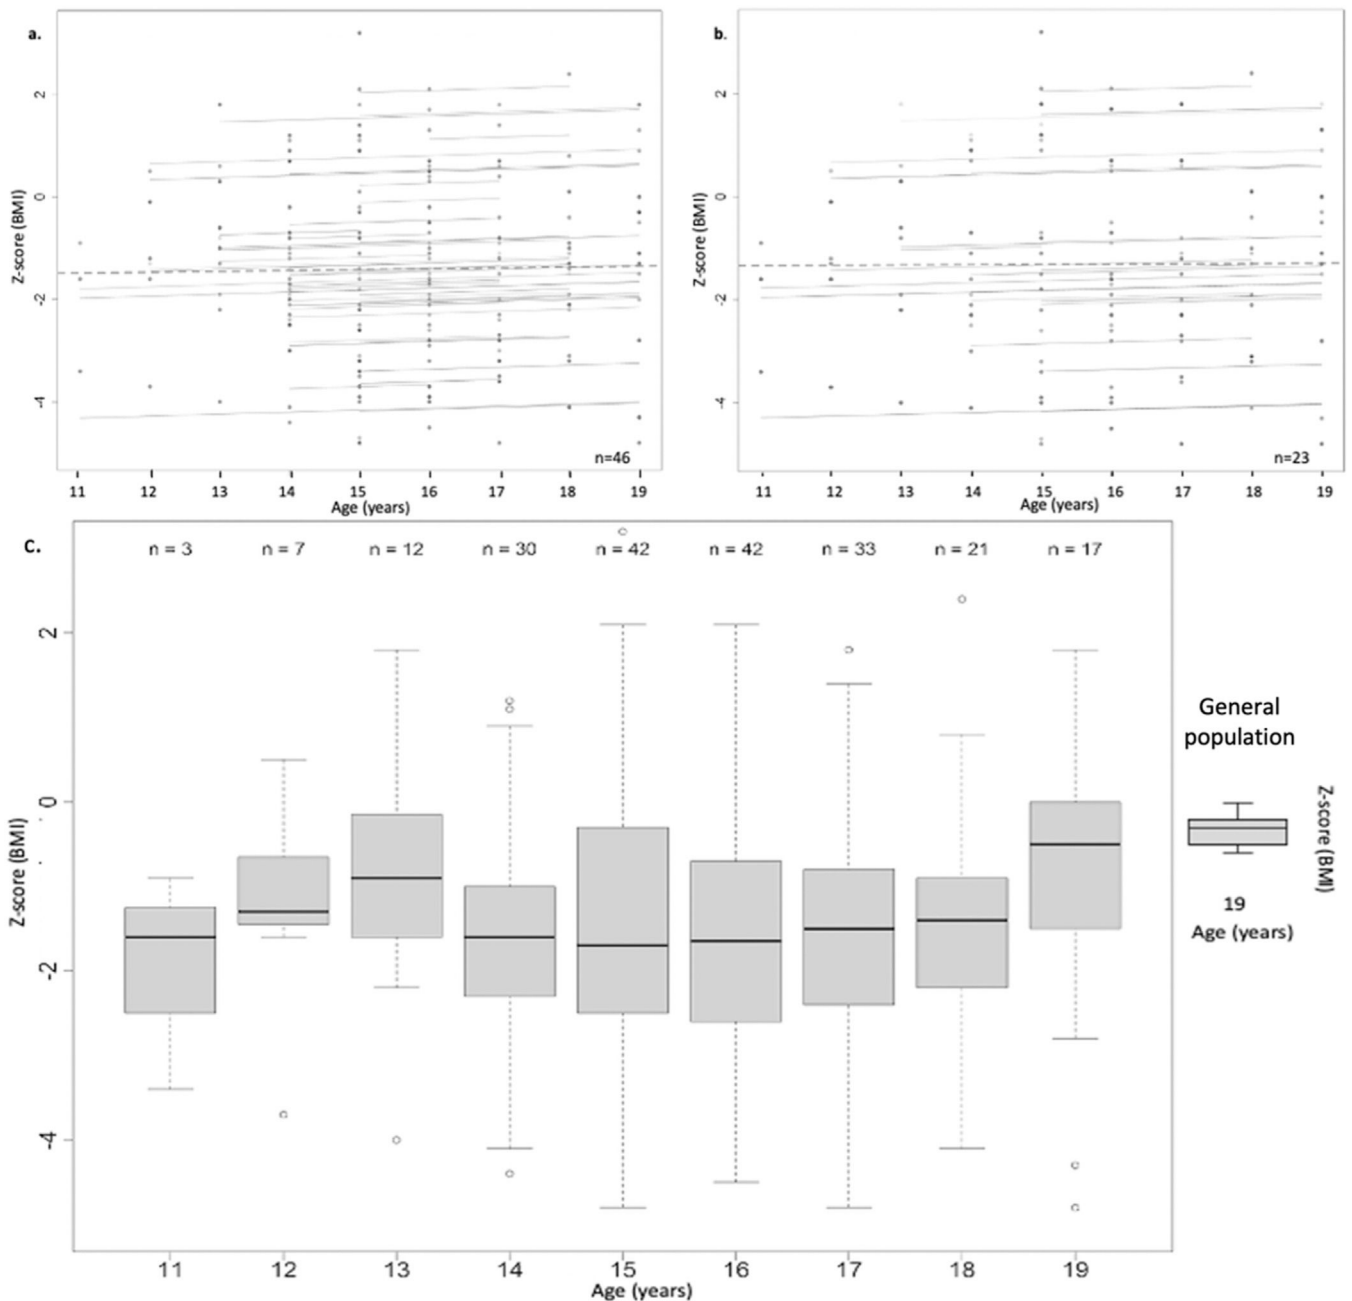 a.
Z-score (BMI)
2
0
-2
-4
n=46
11 12 13 14 15 16 17 18 19
Age (years)
b.
Z-score (BMI)
2
0
-2
-4
n=23
11 12 13 14 15 16 17 18 19
Age (years)
c.
n = 3 n = 7 n = 12 n = 30 n = 42 n = 42 n = 33 n = 21 n = 17
Z-score (BMI)
2
0
-2
-4
11 12 13 14 15 16 17 18 19
Age (years)
General
population
Z-score (BMI)
19
Age (years)